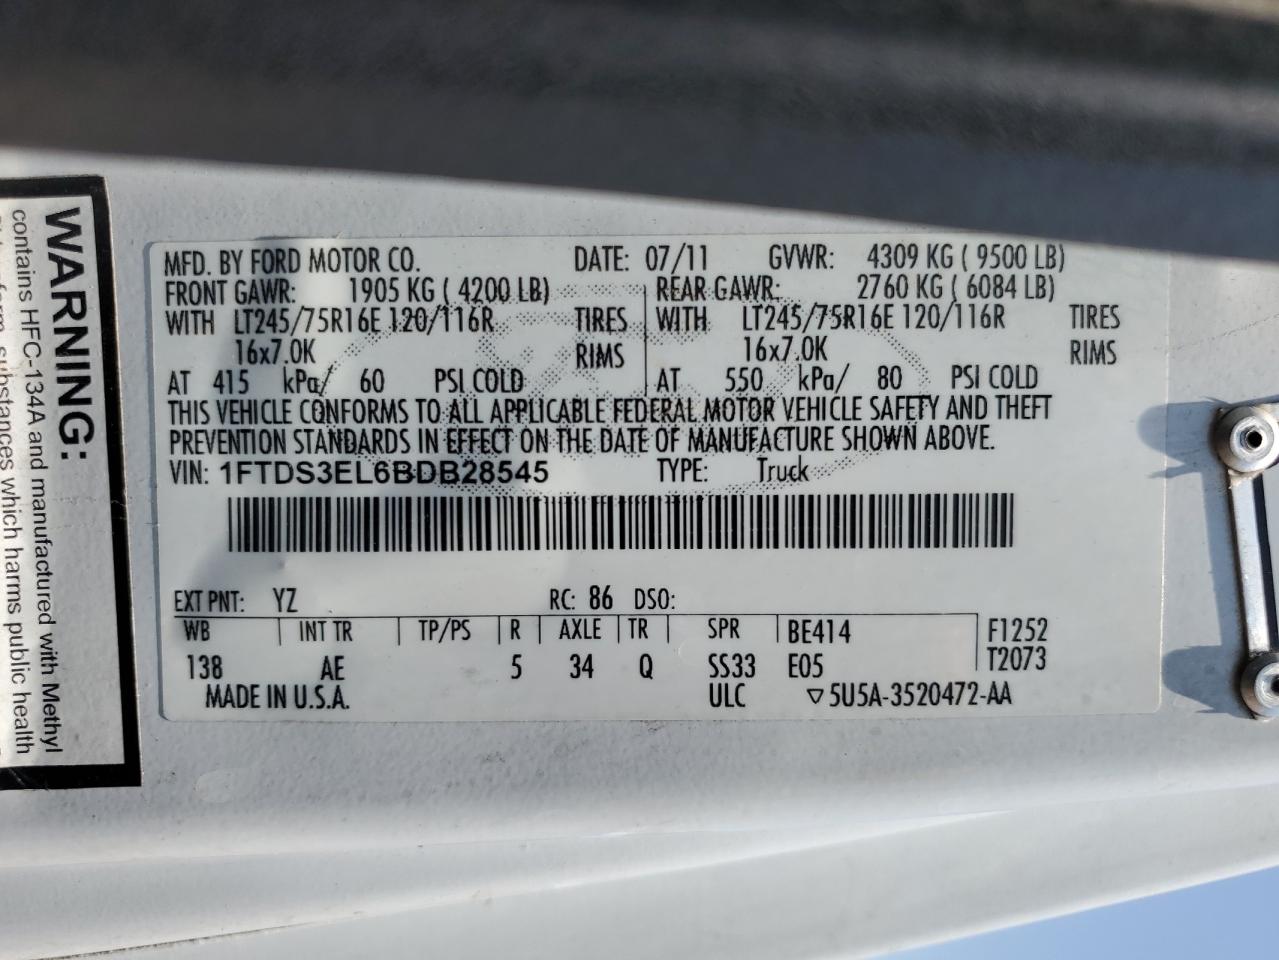 MFD. BY FORD MOTOR CO. DATE: 07/11 GVWR: 4309 KG ( 9500 LB)
FRONT GAWR: 1905 KG ( 4200 LB) REAR GAWR: 2760 KG ( 6084 LB)
WITH LT245/75R16E 120/116R TIRES WITH LT245/75R16E 120/116R TIRES
16x7.0K RIMS 16x7.0K RIMS
AT 415 kPa/ 60 PSI COLD AT 550 kPa/ 80 PSI COLD
THIS VEHICLE CONFORMS TO ALL APPLICABLE FEDERAL MOTOR VEHICLE SAFETY AND THEFT
PREVENTION STANDARDS IN EFFECT ON THE DATE OF MANUFACTURE SHOWN ABOVE.
VIN: 1FTDS3EL6BDB28545 TYPE: Truck
EXT PNT: YZ RC: 86 DSO:
WB INT TR TP/PS R AXLE TR SPR BE414 F1252
138 AE 5 34 Q SS33 E05 T2073
MADE IN U.S.A. ULC ▽5U5A-3520472-AA
WARNING:
contains HFC-134A and manufactured with Methyl
substances which harms public health